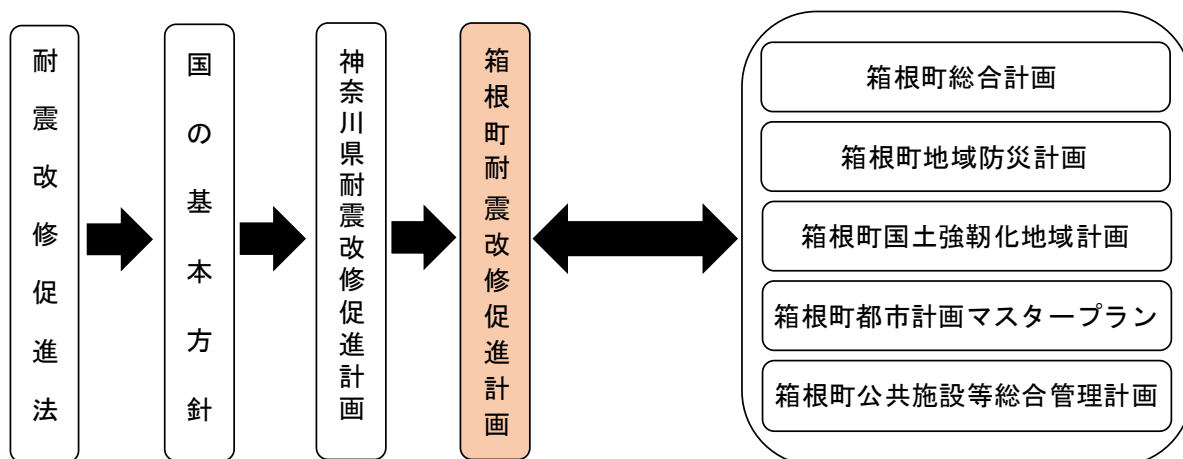 耐震改修促進法
国の基本方針
神奈川県耐震改修促進計画
箱根町耐震改修促進計画
箱根町総合計画
箱根町地域防災計画
箱根町国土強靭化地域計画
箱根町都市計画マスタープラン
箱根町公共施設等総合管理計画